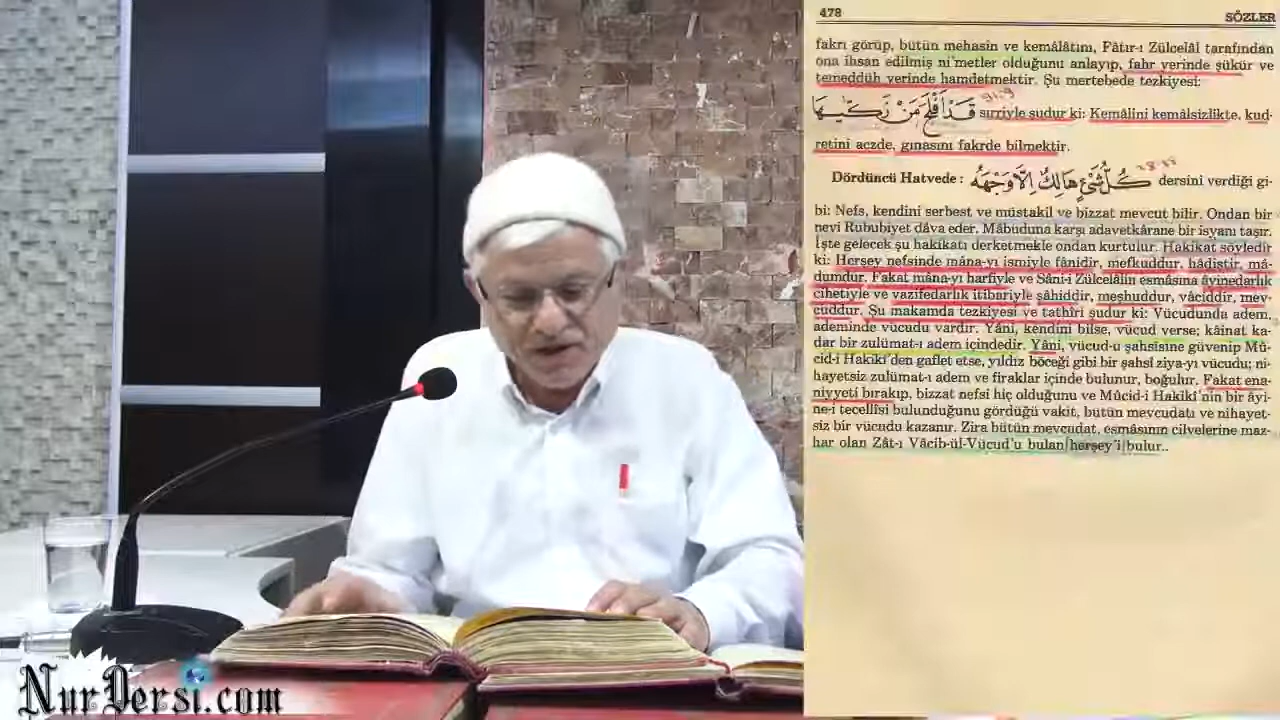 478 SÖZLER
fakrı görüp, bütün mehasin ve kemâlâtını, Fâtır-ı Zülcelâl tarafından
ona ihsan edilmiş ni'metler olduğunu anlayıp, fahr yerinde şükür ve
temeddüh yerinde hamdetmektir. Şu mertebede tezkiyesi:
قَدْ اَفْلَحَ مَنْ زَكّٰيهَا 91:9 sırriyle şudur ki: Kemâlini kemâlsizlikte, kud-
retini aczde, gınasını fakrde bilmektir.
Dördüncü Hatve: كُلُّ شَىْءٍ هَالِكٌ اِلَّا وَجْهَهُ dersini verdiği gi-
bi: Nefs, kendini serbest ve müstakil ve bizzat mevcut bilir. Ondan bir
nevi Rububiyet dâva eder. Mâbuduna karşı adavetkârane bir isyanı taşır.
İşte gelecek şu hakikatı derketmekle ondan kurtulur. Hakikat şöyledir
ki: Herşey nefsinde mâna-yı ismiyle fânidir, mefkuddur, hâdistir, mâ-
dumdur. Fakat mâna-yı harfiyle ve Sâni-i Zülcelâlin esmâsına âyinedarlık
cihetiyle ve vazifedarlık itibariyle şâhiddir, meşhuddur, vâciddir, mev-
cuddur. Şu makamda tezkiyesi ve tathîri şudur ki: Vücudunda adem,
ademinde vücudu vardır. Yâni, kendini bilse, vücud verse; kâinat ka-
dar bir zulümat-ı adem içindedir. Yâni, vücud-u şahsîsine güvenip Mû-
cid-i Hakikî'den gaflet etse, yıldız böceği gibi bir şahsî ziya-yı vücudu; ni-
hayetsiz zulümat-ı adem ve firaklar içinde bulunur, boğulur. Fakat ena-
niyyeti bırakıp, bizzat nefsi hiç olduğunu ve Mûcid-i Hakikî'nin bir âyi-
ne-i tecellîsi bulunduğunu gördüğü vakit, bütün mevcudatı ve nihayet-
siz bir vücudu kazanır. Zira bütün mevcudat, esmâsının cilvelerine maz-
har olan Zât-ı Vâcib-ül-Vücud'u bulan herşey'i bulur..
NurDersi.com